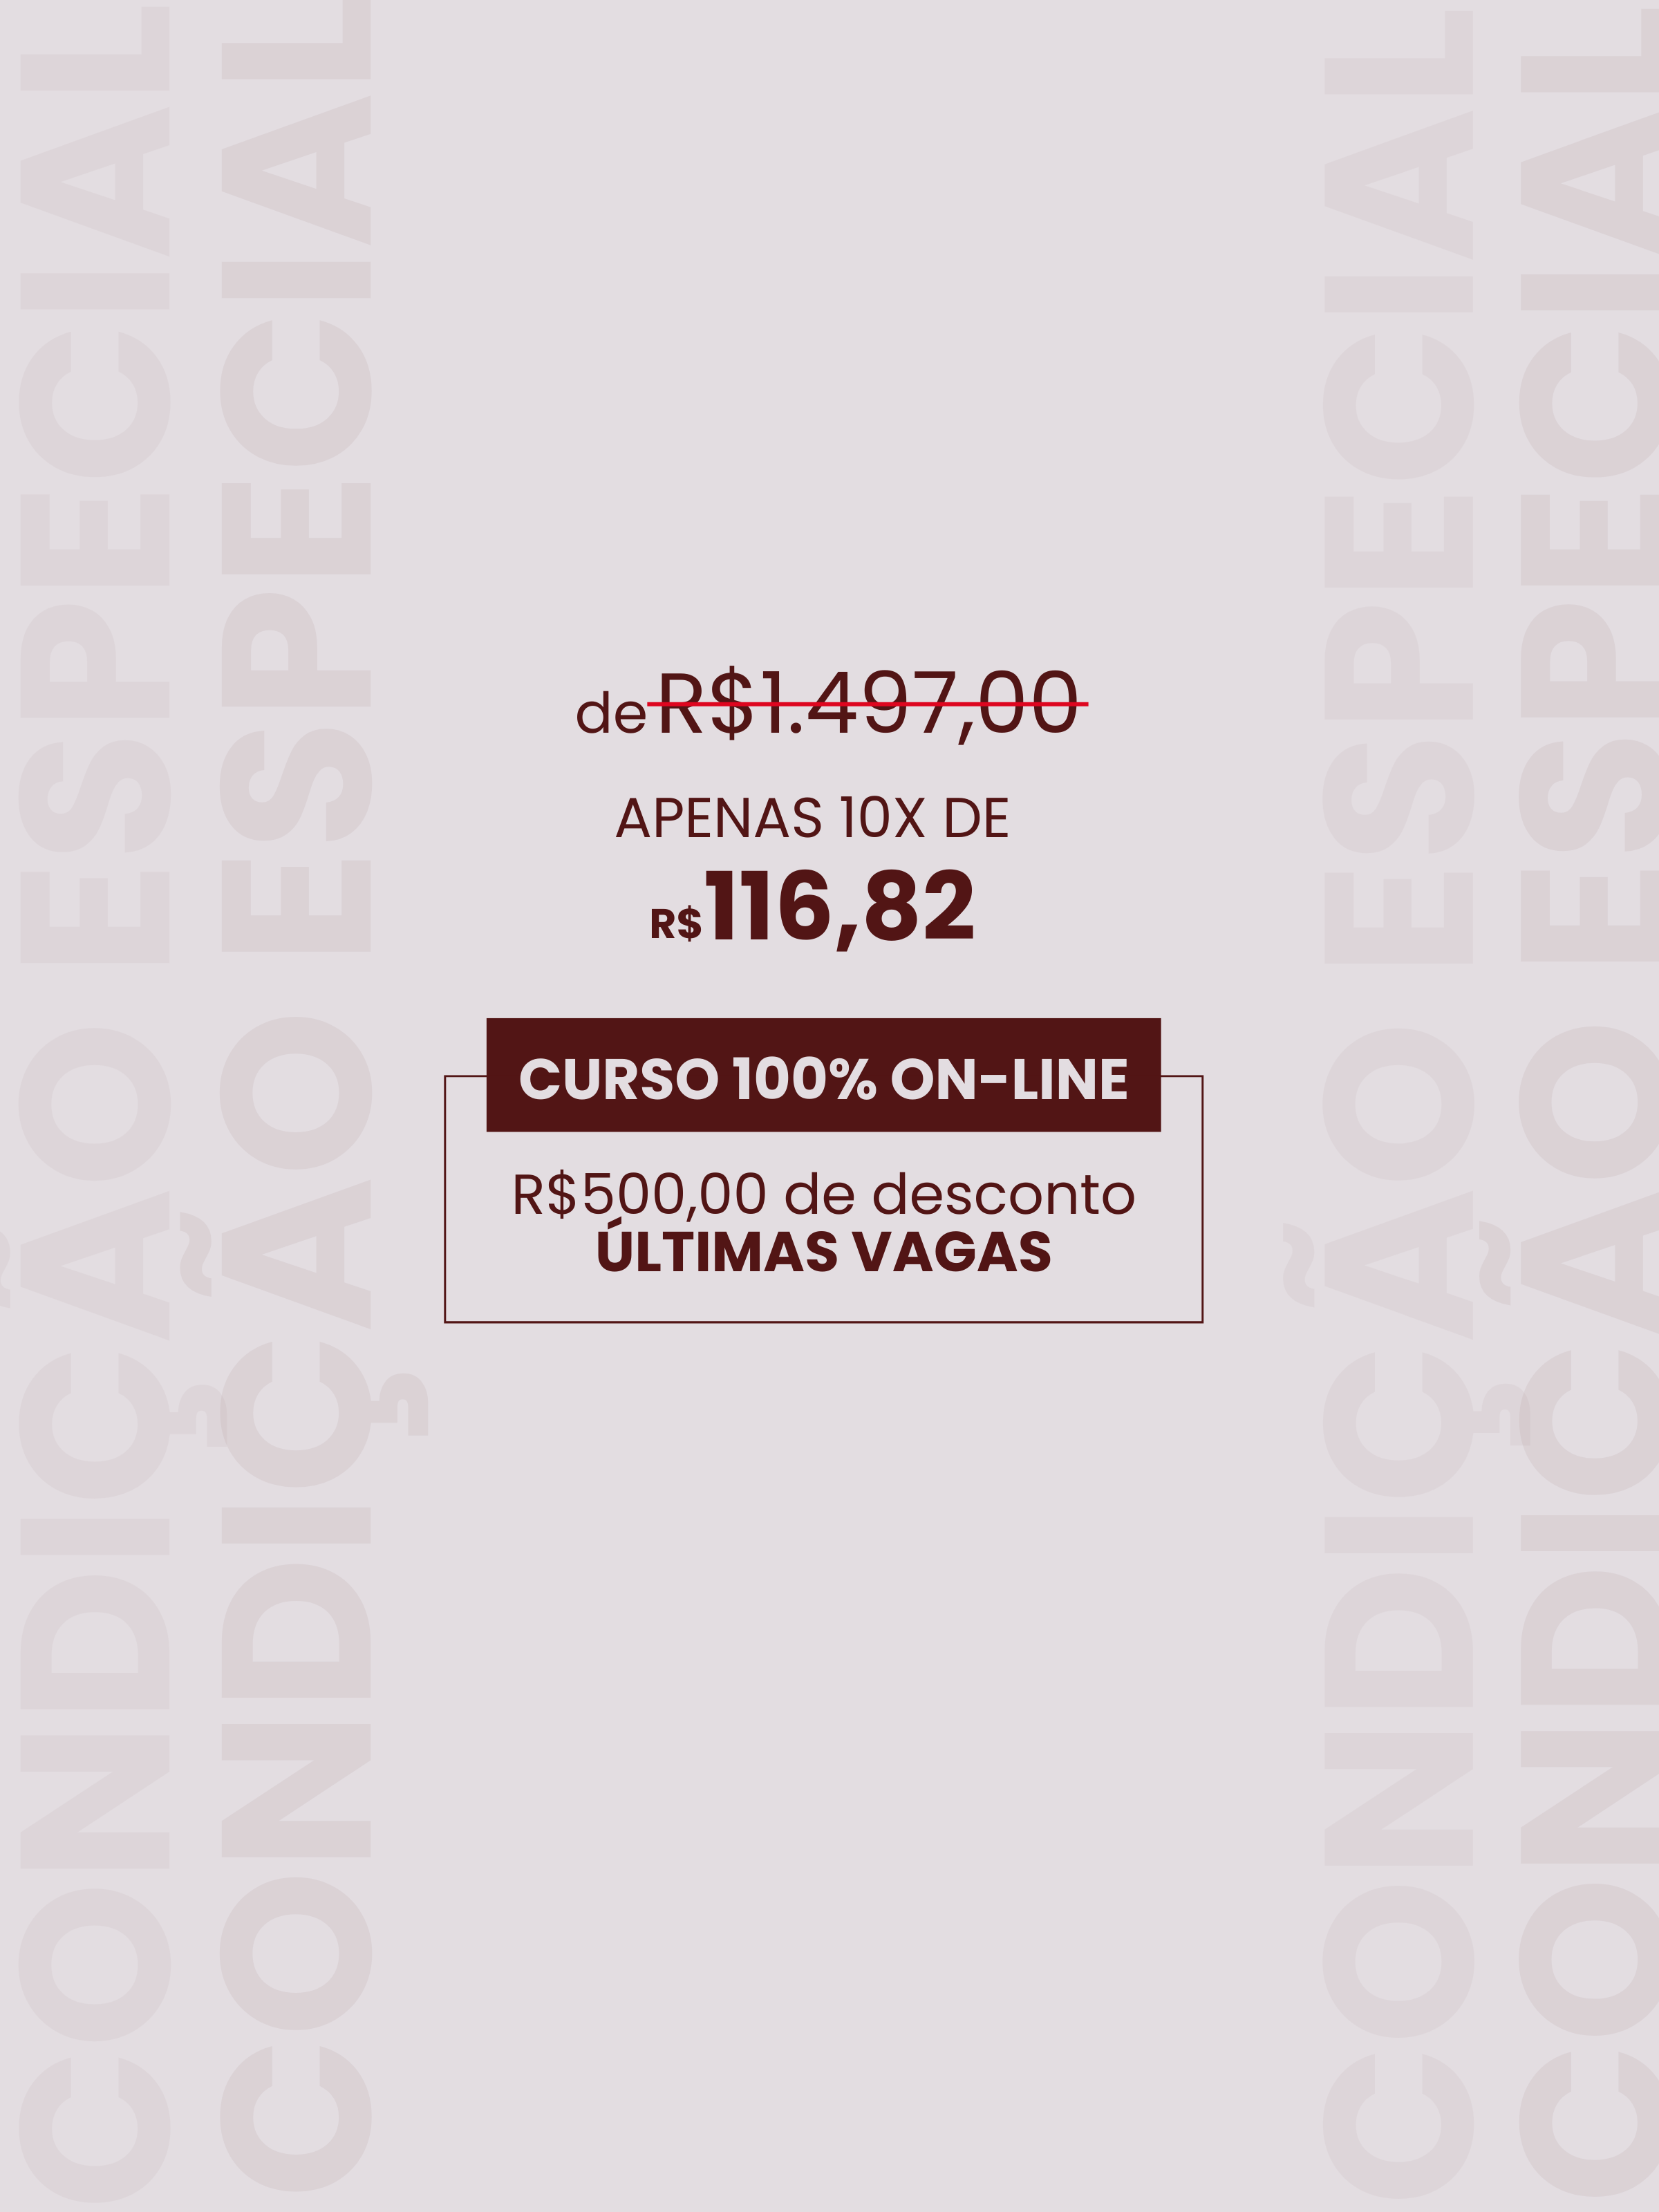 CONDIÇÃO ESPECIAL
CONDIÇÃO ESPECIAL
de R$1.497,00
APENAS 10X DE
R$116,82
CURSO 100% ON-LINE
R$500,00 de desconto
ÚLTIMAS VAGAS
CONDIÇÃO ESPECIAL
CONDIÇÃO ESPECIAL